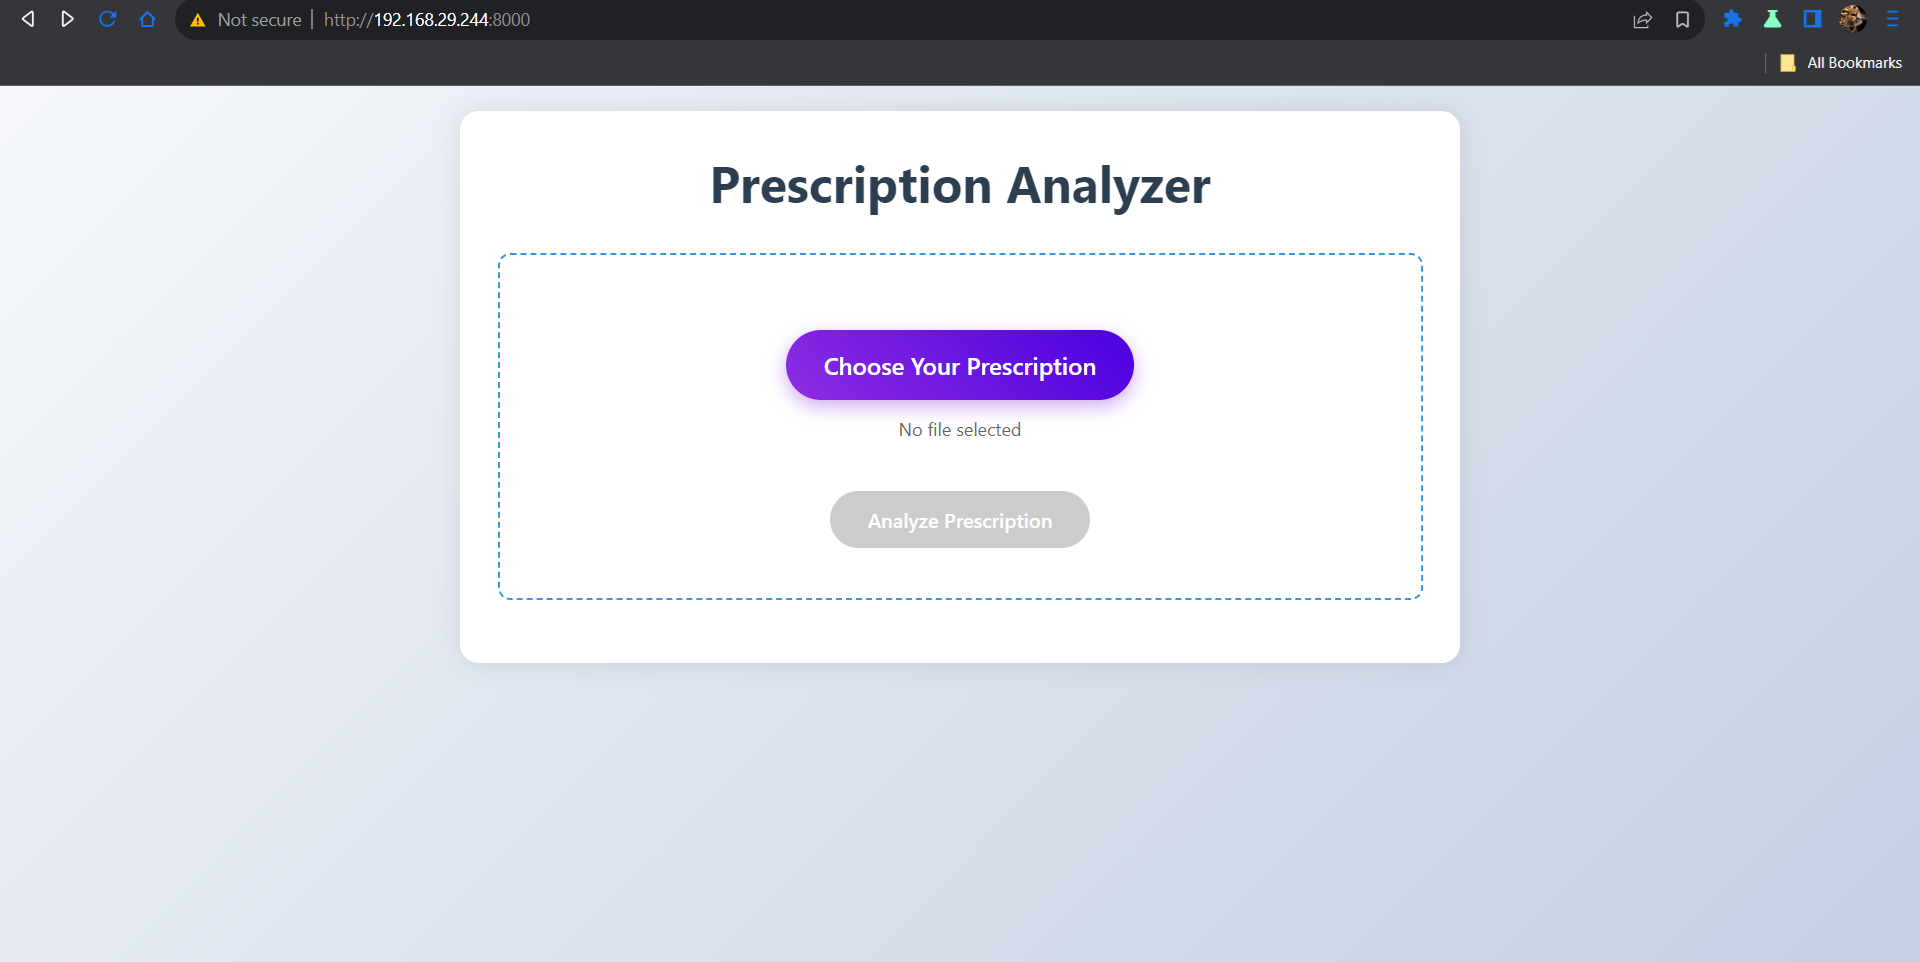 Not secure http://192.168.29.244:8000
All Bookmarks
Prescription Analyzer
Choose Your Prescription
No file selected
Analyze Prescription